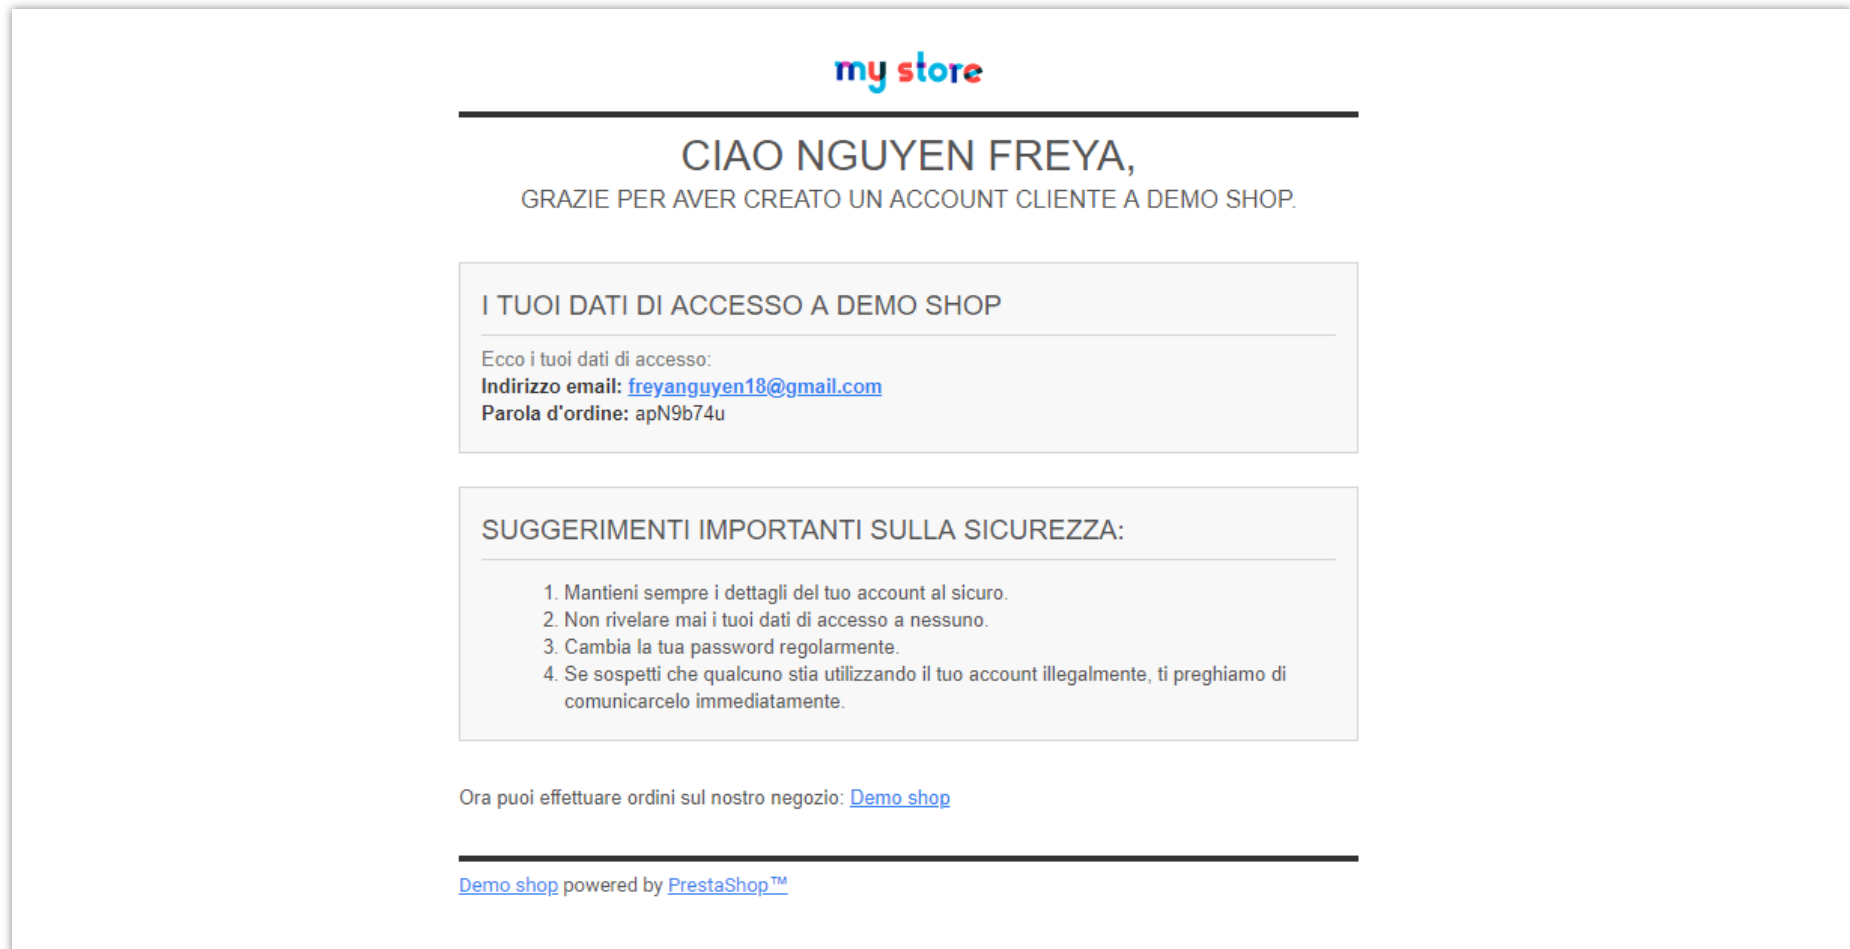 my store
CIAO NGUYEN FREYA,
GRAZIE PER AVER CREATO UN ACCOUNT CLIENTE A DEMO SHOP.
I TUOI DATI DI ACCESSO A DEMO SHOP
Ecco i tuoi dati di accesso:
Indirizzo email: freyanguyen18@gmail.com
Parola d'ordine: apN9b74u
SUGGERIMENTI IMPORTANTI SULLA SICUREZZA:
1. Mantieni sempre i dettagli del tuo account al sicuro.
2. Non rivelare mai i tuoi dati di accesso a nessuno.
3. Cambia la tua password regolarmente.
4. Se sospetti che qualcuno stia utilizzando il tuo account illegalmente, ti preghiamo di
comunicarcelo immediatamente.
Ora puoi effettuare ordini sul nostro negozio: Demo shop
Demo shop powered by PrestaShop™